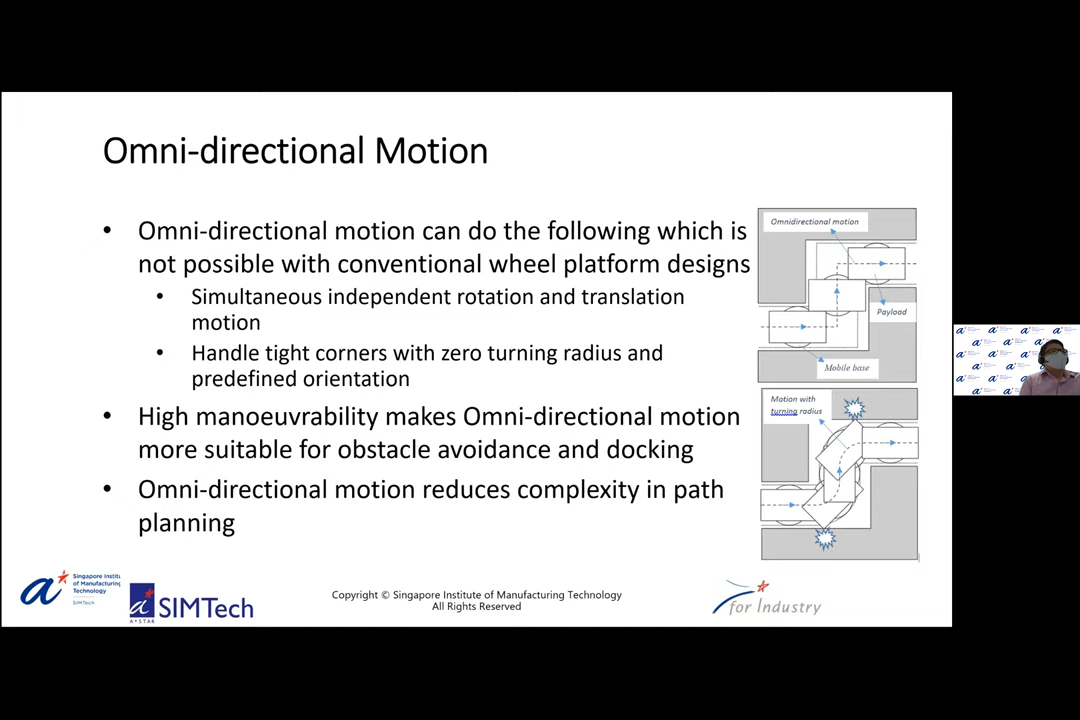 Omni-directional Motion
• Omni-directional motion can do the following which is
not possible with conventional wheel platform designs
• Simultaneous independent rotation and translation
motion
• Handle tight corners with zero turning radius and
predefined orientation
• High manoeuvrability makes Omni-directional motion
more suitable for obstacle avoidance and docking
• Omni-directional motion reduces complexity in path
planning
Omnidirectional motion
Payload
Mobile base
Motion with
turning radius
Singapore Institu
of Manufacturing
Technology
SIMTech
A*STAR
SIMTech
Copyright © Singapore Institute of Manufacturing Technology
All Rights Reserved
for Industry